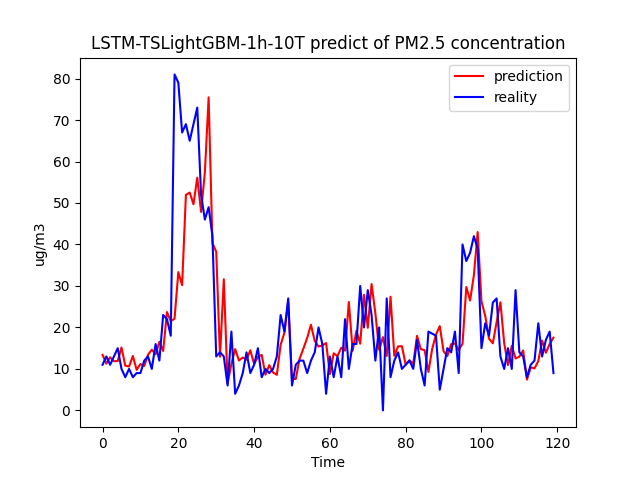 LSTM-TSLightGBM-1h-10T predict of PM2.5 concentration
prediction
reality
80
70
60
50
40
30
20
10
0
ug/m3
0 20 40 60 80 100 120
Time